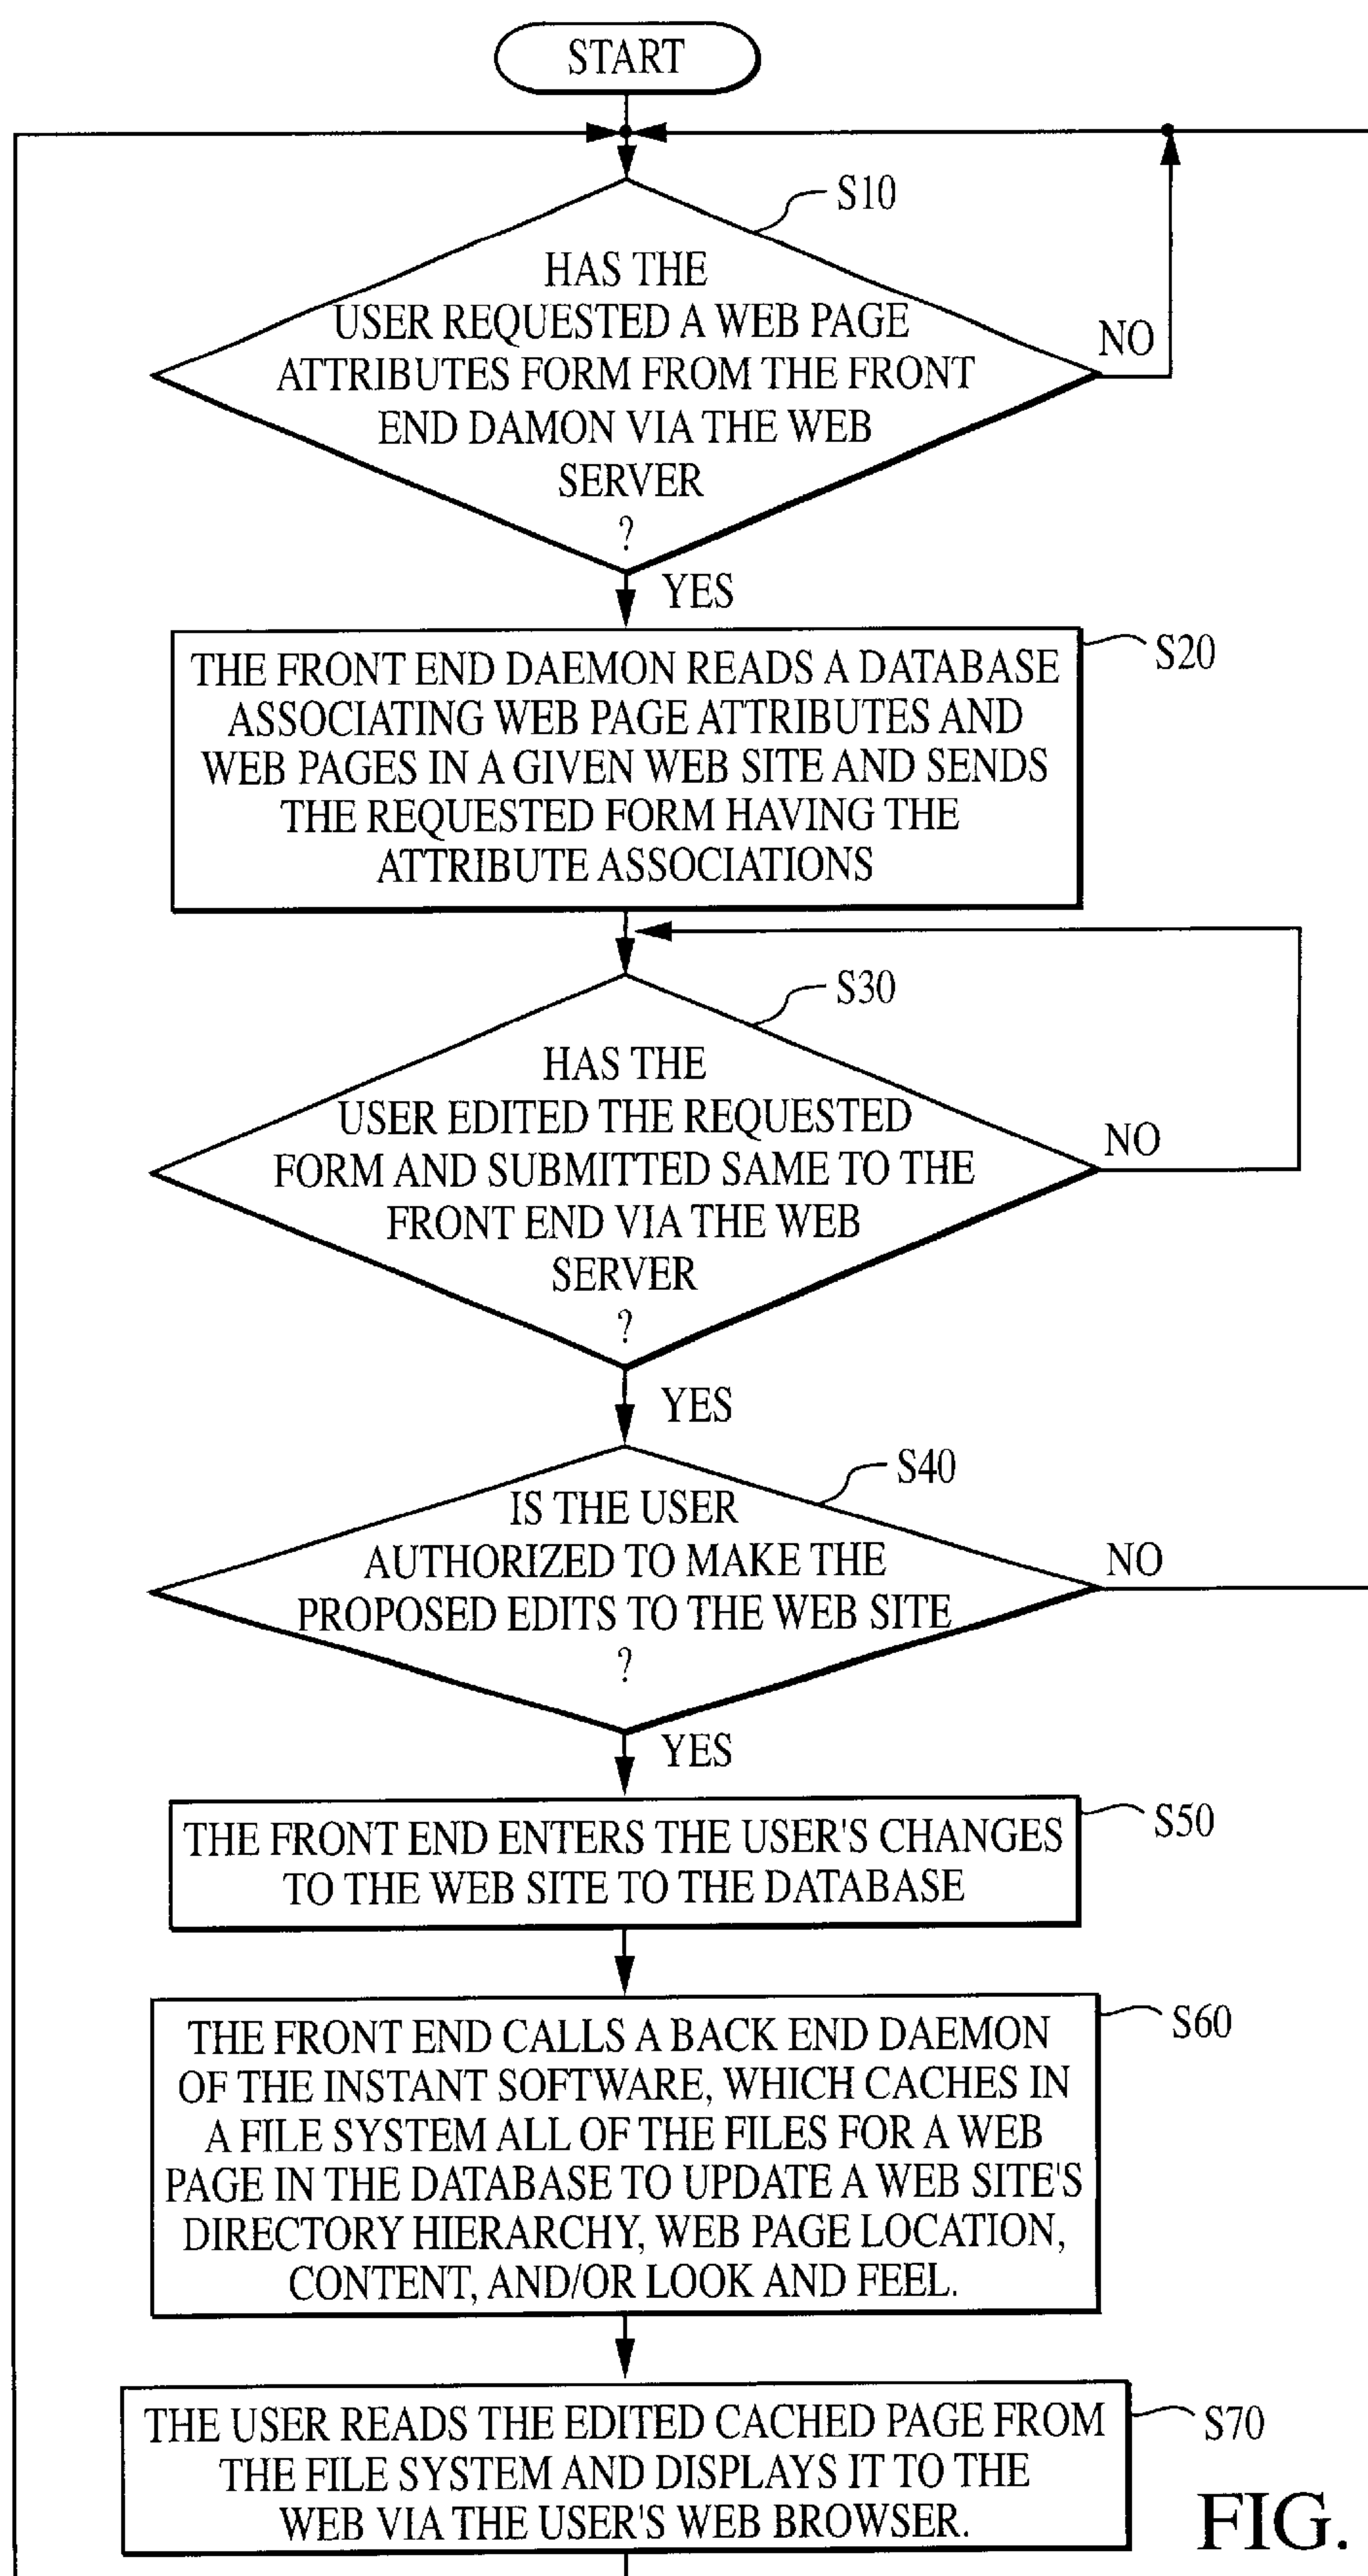 START
S10
HAS THE
USER REQUESTED A WEB PAGE
ATTRIBUTES FORM FROM THE FRONT
END DAMON VIA THE WEB
SERVER
?
NO
YES
S20
THE FRONT END DAEMON READS A DATABASE
ASSOCIATING WEB PAGE ATTRIBUTES AND
WEB PAGES IN A GIVEN WEB SITE AND SENDS
THE REQUESTED FORM HAVING THE
ATTRIBUTE ASSOCIATIONS
S30
HAS THE
USER EDITED THE REQUESTED
FORM AND SUBMITTED SAME TO THE
FRONT END VIA THE WEB
SERVER
?
NO
YES
S40
IS THE USER
AUTHORIZED TO MAKE THE
PROPOSED EDITS TO THE WEB SITE
?
NO
YES
S50
THE FRONT END ENTERS THE USER'S CHANGES
TO THE WEB SITE TO THE DATABASE
S60
THE FRONT END CALLS A BACK END DAEMON
OF THE INSTANT SOFTWARE, WHICH CACHES IN
A FILE SYSTEM ALL OF THE FILES FOR A WEB
PAGE IN THE DATABASE TO UPDATE A WEB SITE'S
DIRECTORY HIERARCHY, WEB PAGE LOCATION,
CONTENT, AND/OR LOOK AND FEEL.
S70
THE USER READS THE EDITED CACHED PAGE FROM
THE FILE SYSTEM AND DISPLAYS IT TO THE
WEB VIA THE USER'S WEB BROWSER.
FIG.